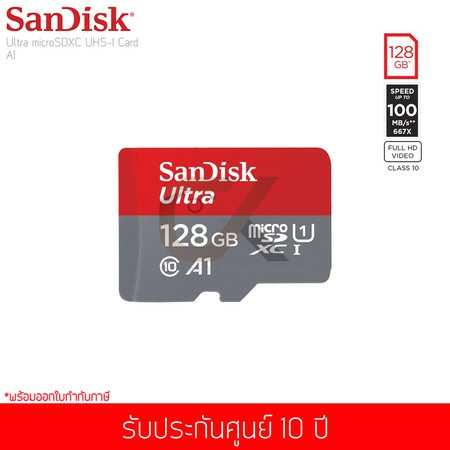 SanDisk®
Ultra microSDXC UHS-I Card
A1
128
GB*
SPEED
UP TO
100
MB/s**
667X
FULL HD
VIDEO
CLASS 10
SanDisk
Ultra
128 GB
micro
SD
XC I
U1
10 A1
*พร้อมออกใบกำกับภาษี
รับประกันศูนย์ 10 ปี